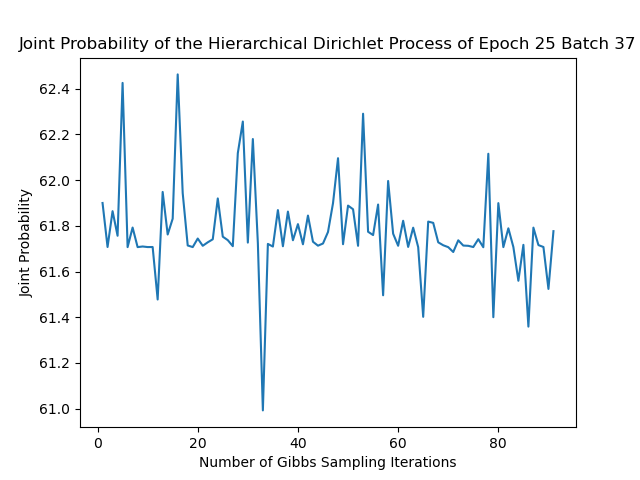 Joint Probability of the Hierarchical Dirichlet Process of Epoch 25 Batch 37
62.4
62.2
62.0
61.8
61.6
61.4
61.2
61.0
Joint Probability
0 20 40 60 80
Number of Gibbs Sampling Iterations